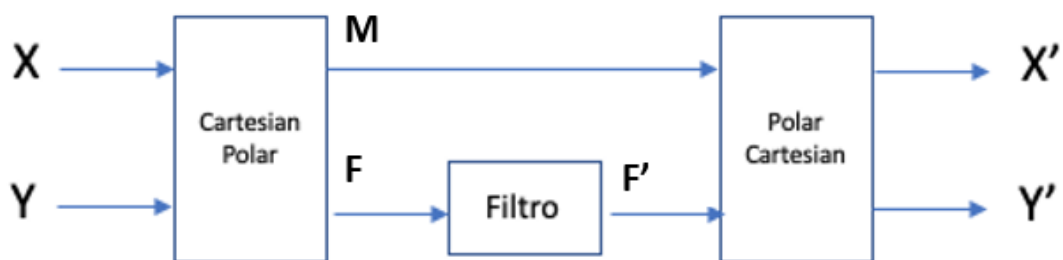 M
X
X'
Cartesian
Polar
Polar
Cartesian
F
F'
Y
Filtro
Y'